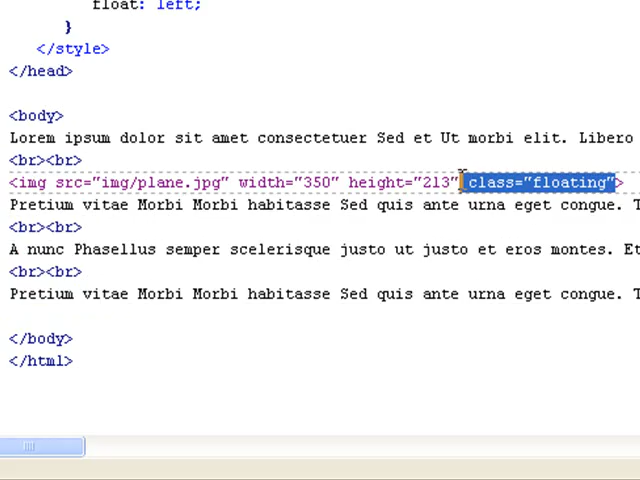 float: left;
}
</style>
</head>
<body>
Lorem ipsum dolor sit amet consectetuer Sed et Ut morbi elit. Libero
<br><br>
<img src="img/plane.jpg" width="350" height="213" class="floating">
Pretium vitae Morbi Morbi habitasse Sed quis ante urna eget congue. T
<br><br>
A nunc Phasellus semper scelerisque justo ut justo et eros montes. Et
<br><br>
Pretium vitae Morbi Morbi habitasse Sed quis ante urna eget congue. T
</body>
</html>